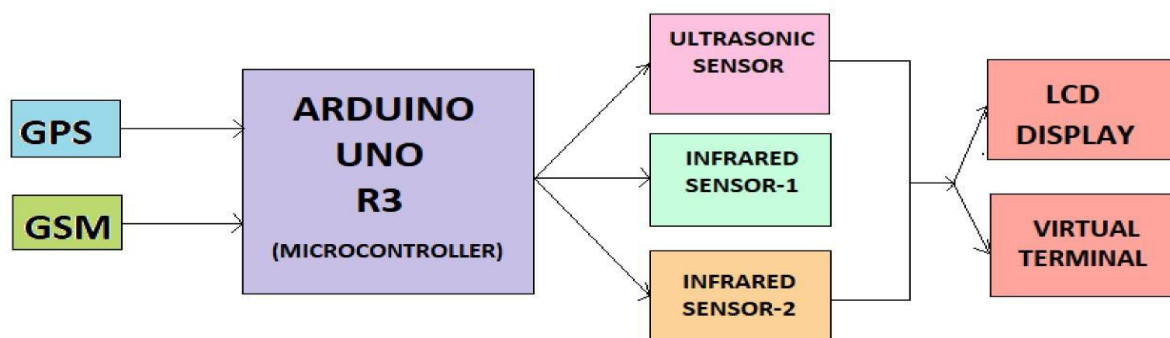 GPS
GSM
ARDUINO
UNO
R3
(MICROCONTROLLER)
ULTRASONIC
SENSOR
INFRARED
SENSOR-1
INFRARED
SENSOR-2
LCD
DISPLAY
VIRTUAL
TERMINAL